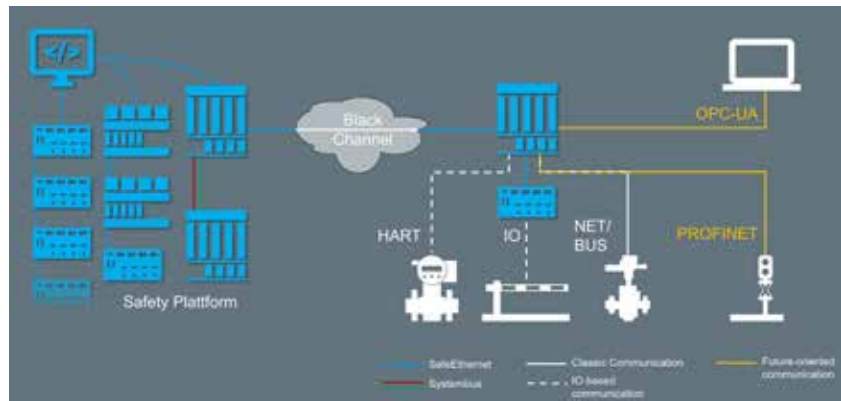 </>
Black
Channel
OPC-UA
HART
IO
NET/
BUS
PROFINET
Safety Plattform
SafeEthernet
Classic Communication
Future-oriented
communication
Systembus
IO-based
communication